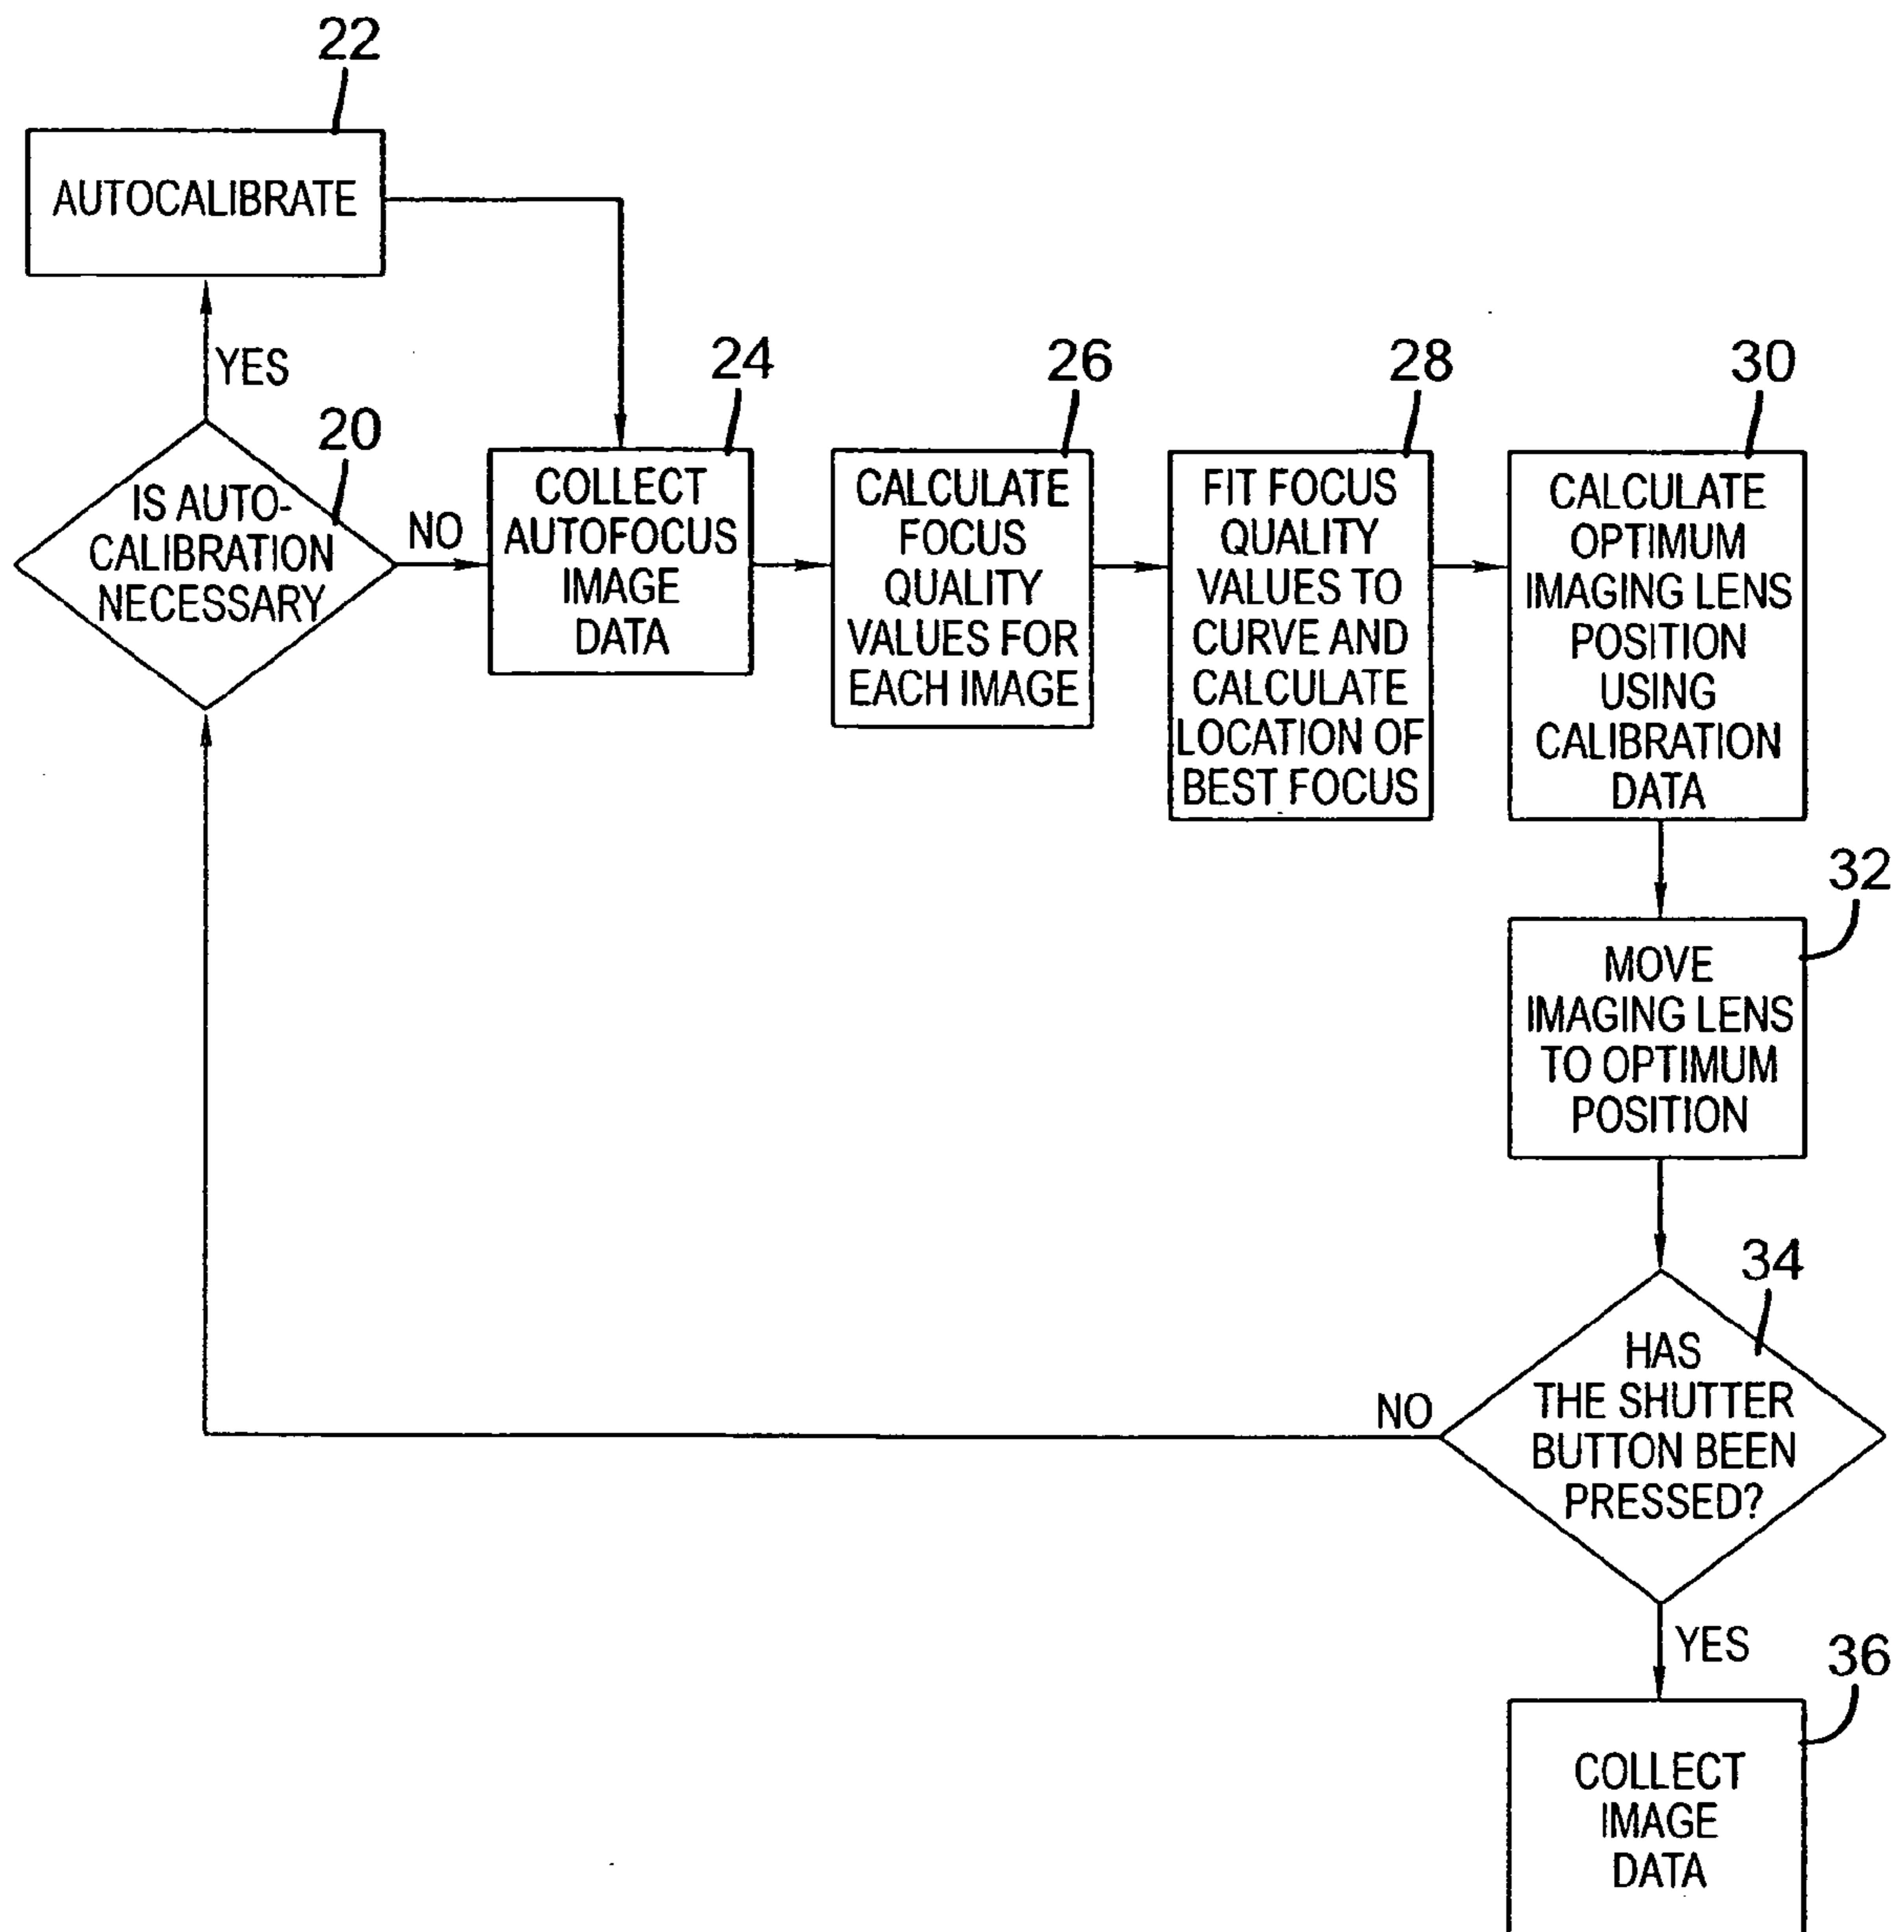 22
AUTOCALIBRATE
YES
20
IS AUTO-
CALIBRATION
NECESSARY
NO
24
COLLECT
AUTOFOCUS
IMAGE
DATA
26
CALCULATE
FOCUS
QUALITY
VALUES FOR
EACH IMAGE
28
FIT FOCUS
QUALITY
VALUES TO
CURVE AND
CALCULATE
LOCATION OF
BEST FOCUS
30
CALCULATE
OPTIMUM
IMAGING LENS
POSITION
USING
CALIBRATION
DATA
32
MOVE
IMAGING LENS
TO OPTIMUM
POSITION
34
HAS
THE SHUTTER
BUTTON BEEN
PRESSED?
NO
YES
36
COLLECT
IMAGE
DATA